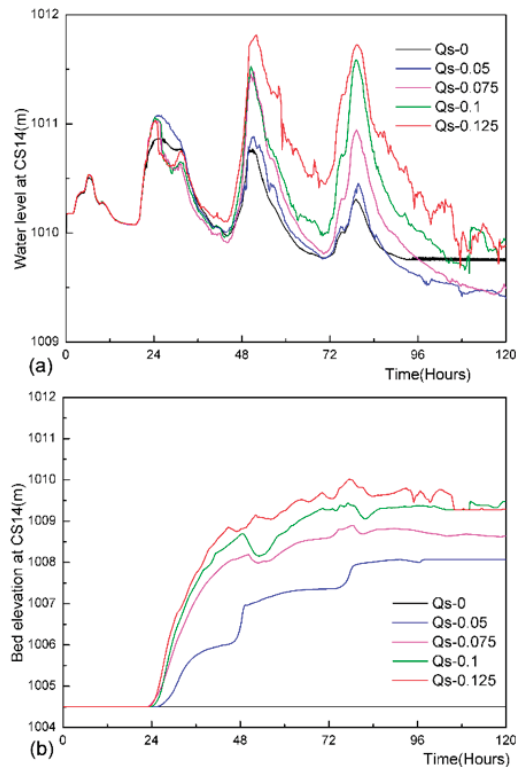 1012
1011
1010
1009
Water level at CS14(m)
Qs-0
Qs-0.05
Qs-0.075
Qs-0.1
Qs-0.125
0 24 48 72 96 120
(a)
Time(Hours)
1012
1011
1010
1009
1008
1007
1006
1005
1004
Bed elevation at CS14(m)
Qs-0
Qs-0.05
Qs-0.075
Qs-0.1
Qs-0.125
0 24 48 72 96 120
(b)
Time(Hours)